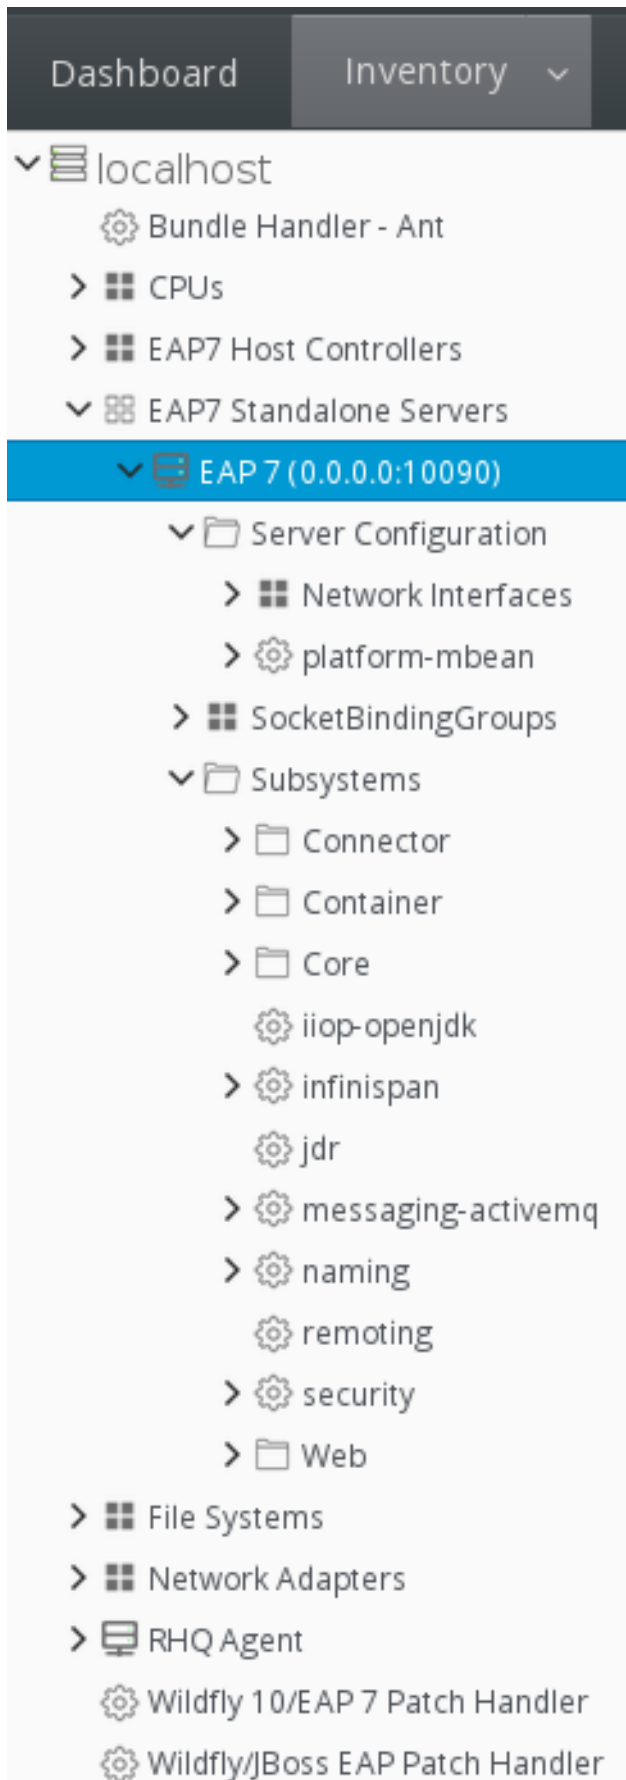 Dashboard Inventory
localhost
Bundle Handler - Ant
CPUs
EAP7 Host Controllers
EAP7 Standalone Servers
EAP 7 (0.0.0.0:10090)
Server Configuration
Network Interfaces
platform-mbean
SocketBindingGroups
Subsystems
Connector
Container
Core
iiop-openjdk
infinispan
jdr
messaging-activemq
naming
remoting
security
Web
File Systems
Network Adapters
RHQ Agent
Wildfly 10/EAP 7 Patch Handler
Wildfly/JBoss EAP Patch Handler